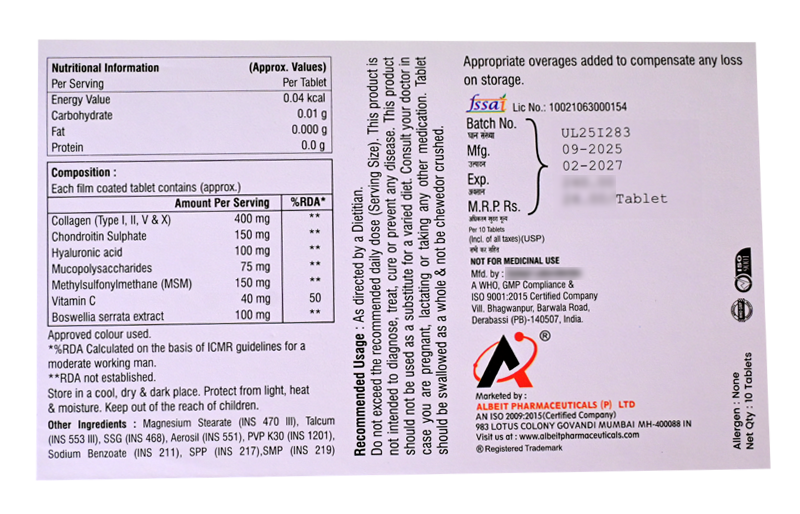 Nutritional Information (Approx. Values)
Per Serving Per Tablet
Energy Value 0.04 kcal
Carbohydrate 0.01 g
Fat 0.000 g
Protein 0.0 g
Composition :
Each film coated tablet contains (approx.)
Amount Per Serving %RDA*
Collagen (Type I, II, V & X) 400 mg **
Chondroitin Sulphate 150 mg **
Hyaluronic acid 100 mg **
Mucopolysaccharides 75 mg **
Methylsulfonylmethane (MSM) 150 mg **
Vitamin C 40 mg 50
Boswellia serrata extract 100 mg **
Approved colour used.
*%RDA Calculated on the basis of ICMR guidelines for a
moderate working man.
**RDA not established.
Store in a cool, dry & dark place. Protect from light, heat
& moisture. Keep out of the reach of children.
Other Ingredients : Magnesium Stearate (INS 470 III), Talcum
(INS 553 III), SSG (INS 468), Aerosil (INS 551), PVP K30 (INS 1201),
Sodium Benzoate (INS 211), SPP (INS 217),SMP (INS 219)
Recommended Usage : As directed by a Dietitian.
Do not exceed the recommended daily dose (Serving Size). This product is
not intended to diagnose, treat, cure or prevent any disease. This product
should not be used as a substitute for a varied diet. Consult your doctor in
case you are pregnant, lactating or taking any other medication. Tablet
should be swallowed as a whole & not be chewedor crushed.
Appropriate overages added to compensate any loss
on storage.
fssai Lic No.: 10021063000154
Batch No. UL25I283
घान संख्या
Mfg. 09-2025
उत्पादन
Exp. 02-2027
अवसान
M.R.P. Rs. Tablet
अधिकतम खुदरा मूल्य
Per 10 Tablets
(Incl. of all taxes)(USP)
सभी कर सहित
NOT FOR MEDICINAL USE
Mfd. by :
A WHO, GMP Compliance &
ISO 9001:2015 Certified Company
Vill. Bhagwanpur, Barwala Road,
Derabassi (PB)-140507, India.
®
Marketed by :
ALBEIT PHARMACEUTICALS (P) LTD
AN ISO 2009:2015(Certified Company)
983 LOTUS COLONY GOVANDI MUMBAI MH-400088 IN
Visit us at : www.albeitpharmaceuticals.com
® Registered Trademark
ISO
Allergen : None
Net Qty : 10 Tablets